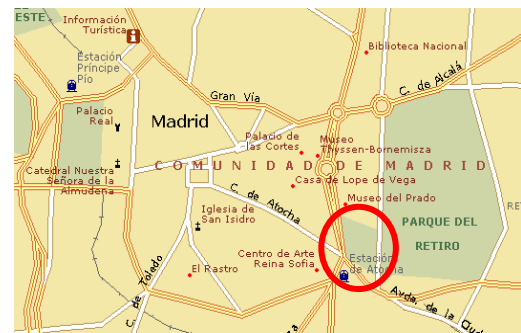 ESTE
Información
Turística
Biblioteca Nacional
Estación
Príncipe
Pío
C. de Alcalá
Gran Vía
Palacio
Real
Madrid
Palacio de
las Cortes
Museo
Thyssen-Bornemisza
COMUNIDAD DE MADRID
Catedral Nuestra
Señora de la
Almudena
Casa de Lope de Vega
C. de Atocha
Museo del Prado
Iglesia de
San Isidro
PARQUE DEL
RETIRO
RE
Centro de Arte
Reina Sofia
Estación
de Atocha
El Rastro
C. de Toledo
Avda. de la Ciud